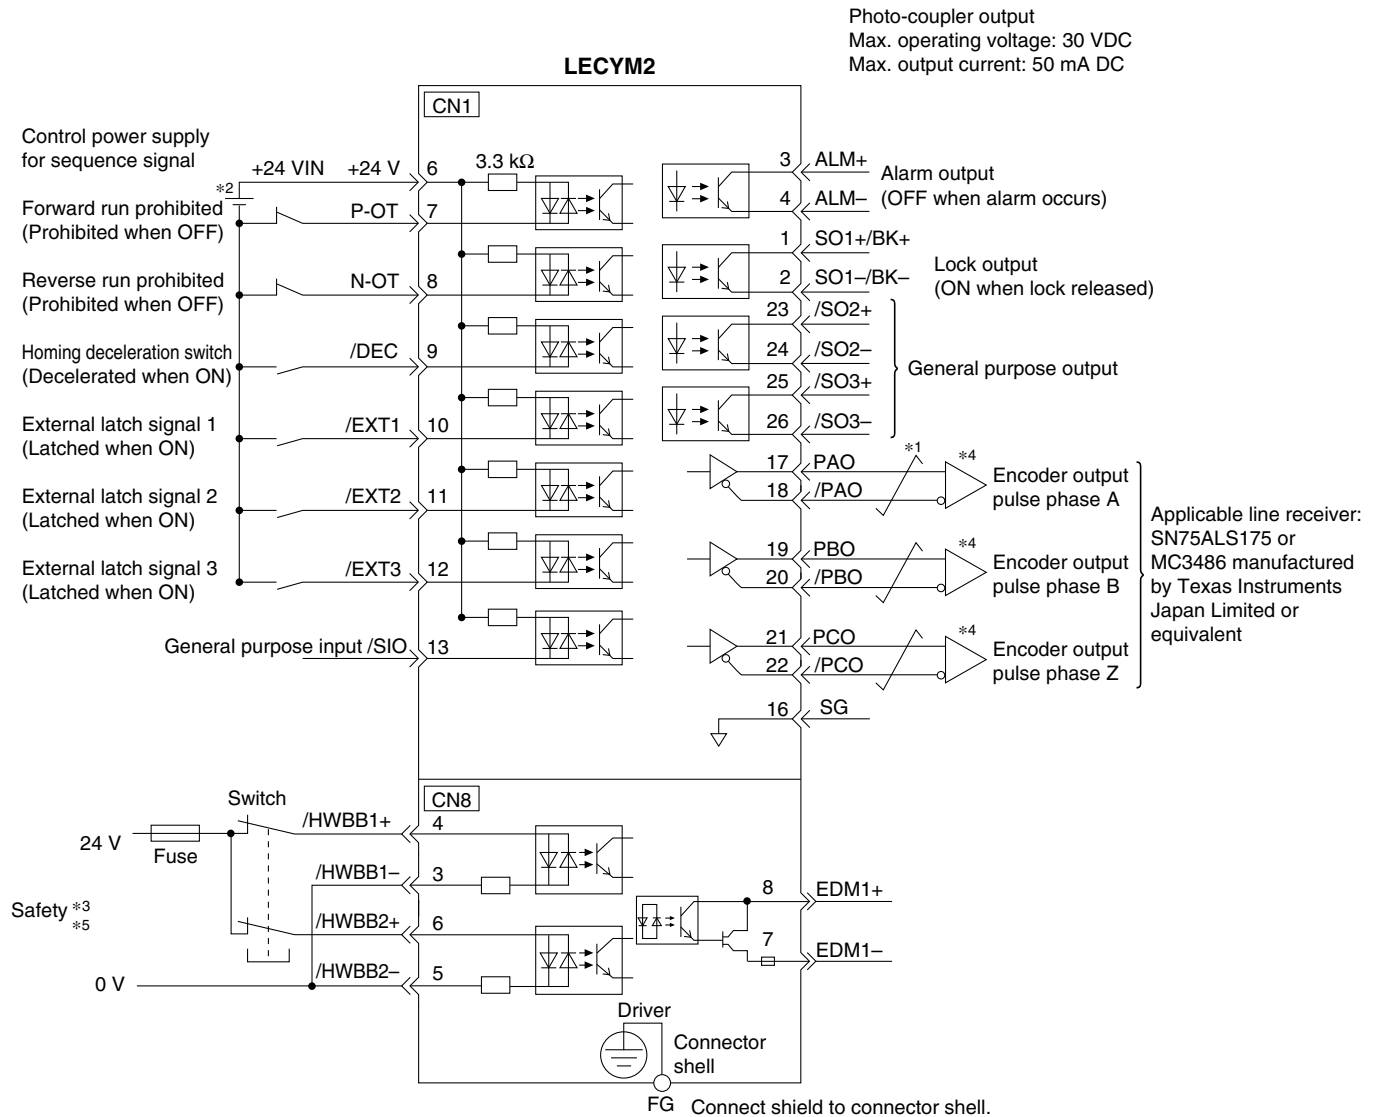 Photo-coupler output
Max. operating voltage: 30 VDC
Max. output current: 50 mA DC
LECYM2
CN1
Control power supply
for sequence signal
+24 VIN
+24 V
6
3.3 kΩ
*2
Forward run prohibited
(Prohibited when OFF)
P-OT
7
Reverse run prohibited
(Prohibited when OFF)
N-OT
8
Homing deceleration switch
(Decelerated when ON)
/DEC
9
External latch signal 1
(Latched when ON)
/EXT1
10
External latch signal 2
(Latched when ON)
/EXT2
11
External latch signal 3
(Latched when ON)
/EXT3
12
General purpose input /SIO
13
3
ALM+
4
ALM–
Alarm output
(OFF when alarm occurs)
1
SO1+/BK+
2
SO1–/BK–
Lock output
(ON when lock released)
23
/SO2+
24
/SO2–
25
/SO3+
26
/SO3–
General purpose output
17
PAO
18
/PAO
*1
*4
Encoder output
pulse phase A
19
PBO
20
/PBO
*4
Encoder output
pulse phase B
21
PCO
22
/PCO
*4
Encoder output
pulse phase Z
Applicable line receiver:
SN75ALS175 or
MC3486 manufactured
by Texas Instruments
Japan Limited or
equivalent
16
SG
CN8
Switch
24 V
Fuse
/HWBB1+
4
/HWBB1–
3
Safety *3
*5
/HWBB2+
6
/HWBB2–
5
0 V
8
EDM1+
7
EDM1–
Driver
Connector
shell
FG
Connect shield to connector shell.